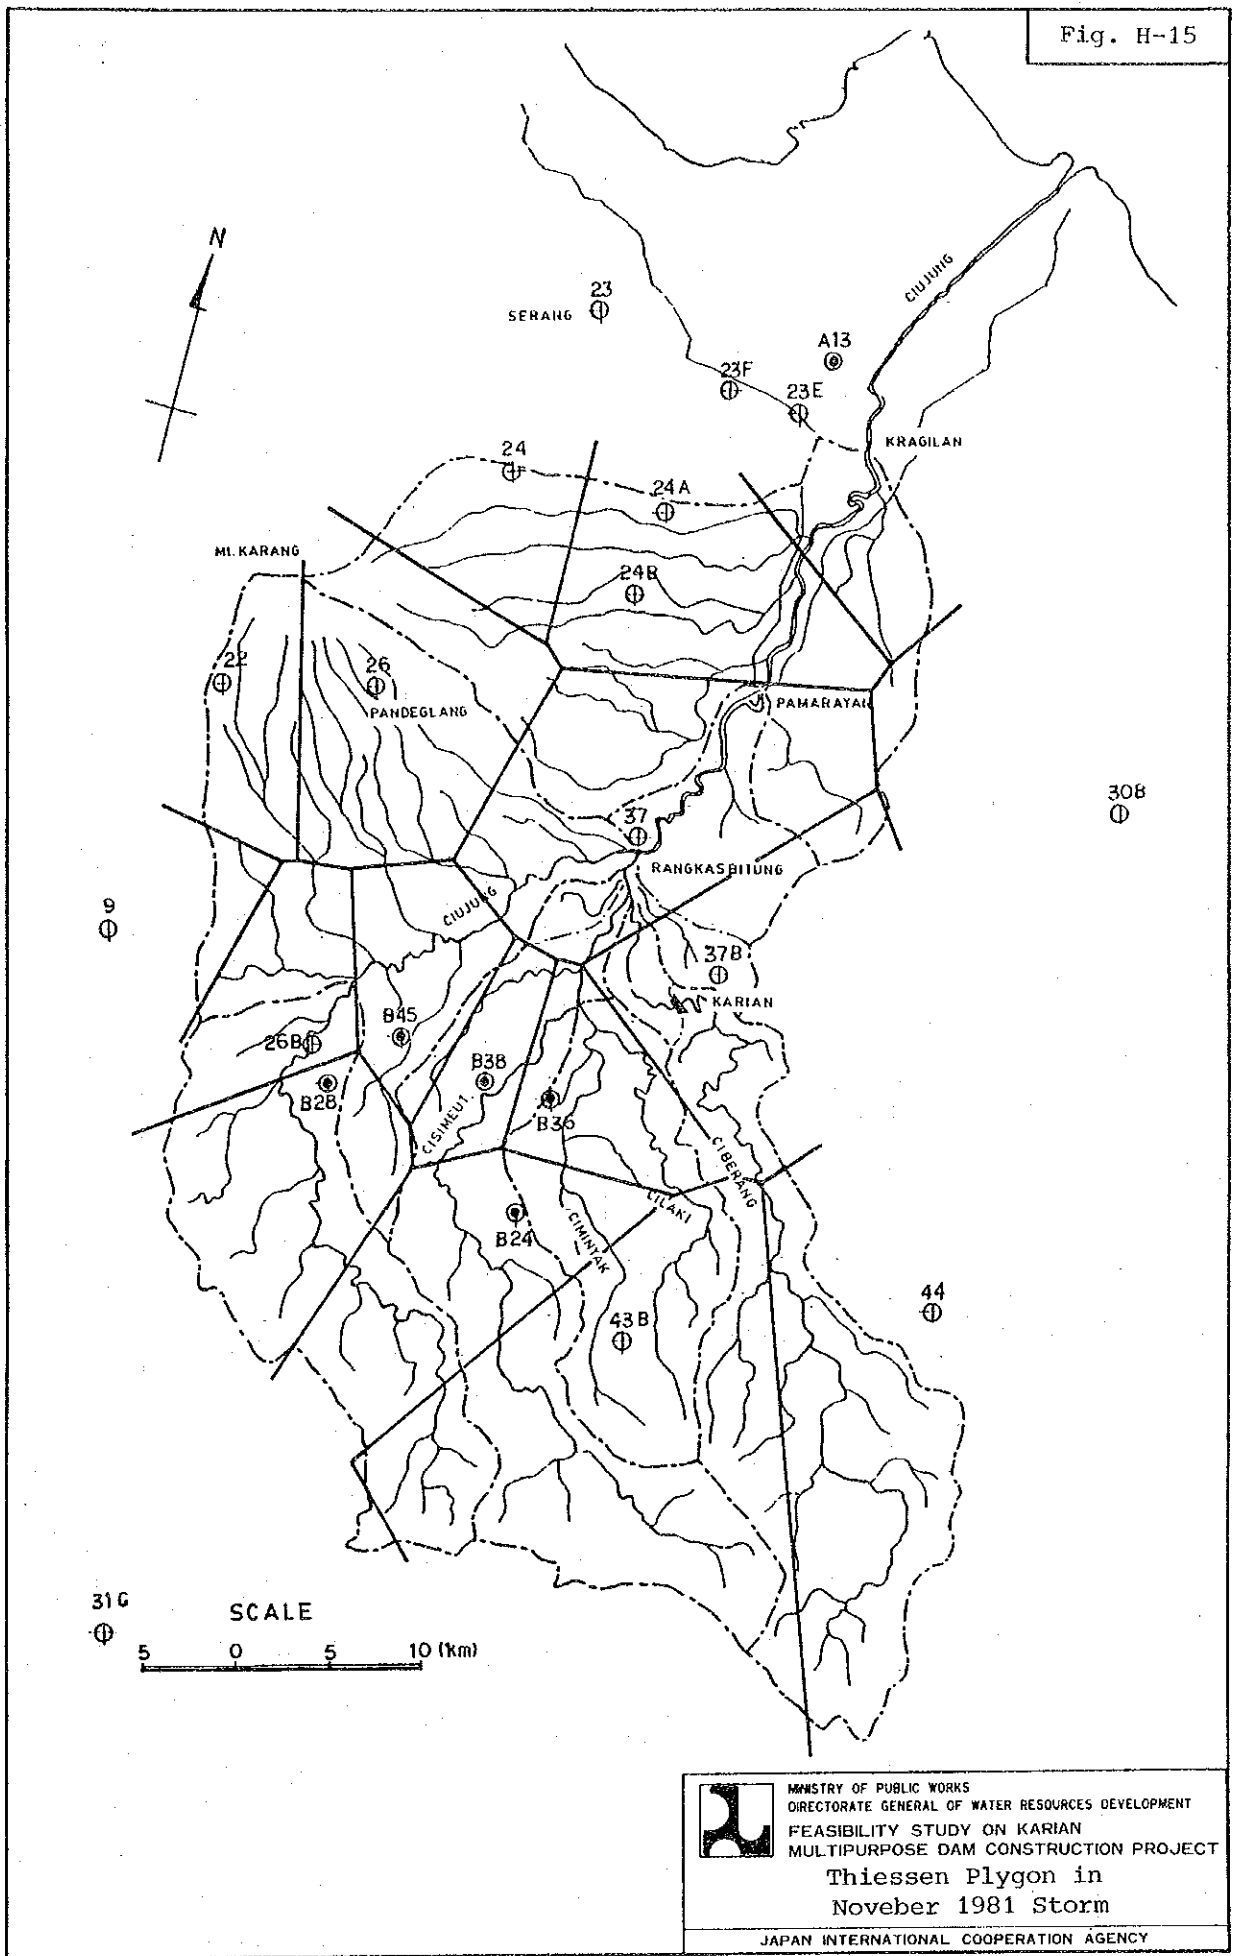 Fig. H-15
N
CIUJUNG
23
SERANG
A13
23F
23E
KRAGILAN
24
24A
Mt. KARANG
24B
22
26
PANDEGLANG
PAMARAYAN
30B
37
RANGKASBITUNG
9
CIUJUNG
37B
KARIAN
B45
26B
B38
B28
B36
CISIMEUT
CIBERANG
CILAKI
B24
CIMINYAK
44
43B
31G
SCALE
5 0 5 10 (km)
MINISTRY OF PUBLIC WORKS
DIRECTORATE GENERAL OF WATER RESOURCES DEVELOPMENT
FEASIBILITY STUDY ON KARIAN
MULTIPURPOSE DAM CONSTRUCTION PROJECT
Thiessen Plygon in
Noveber 1981 Storm
JAPAN INTERNATIONAL COOPERATION AGENCY